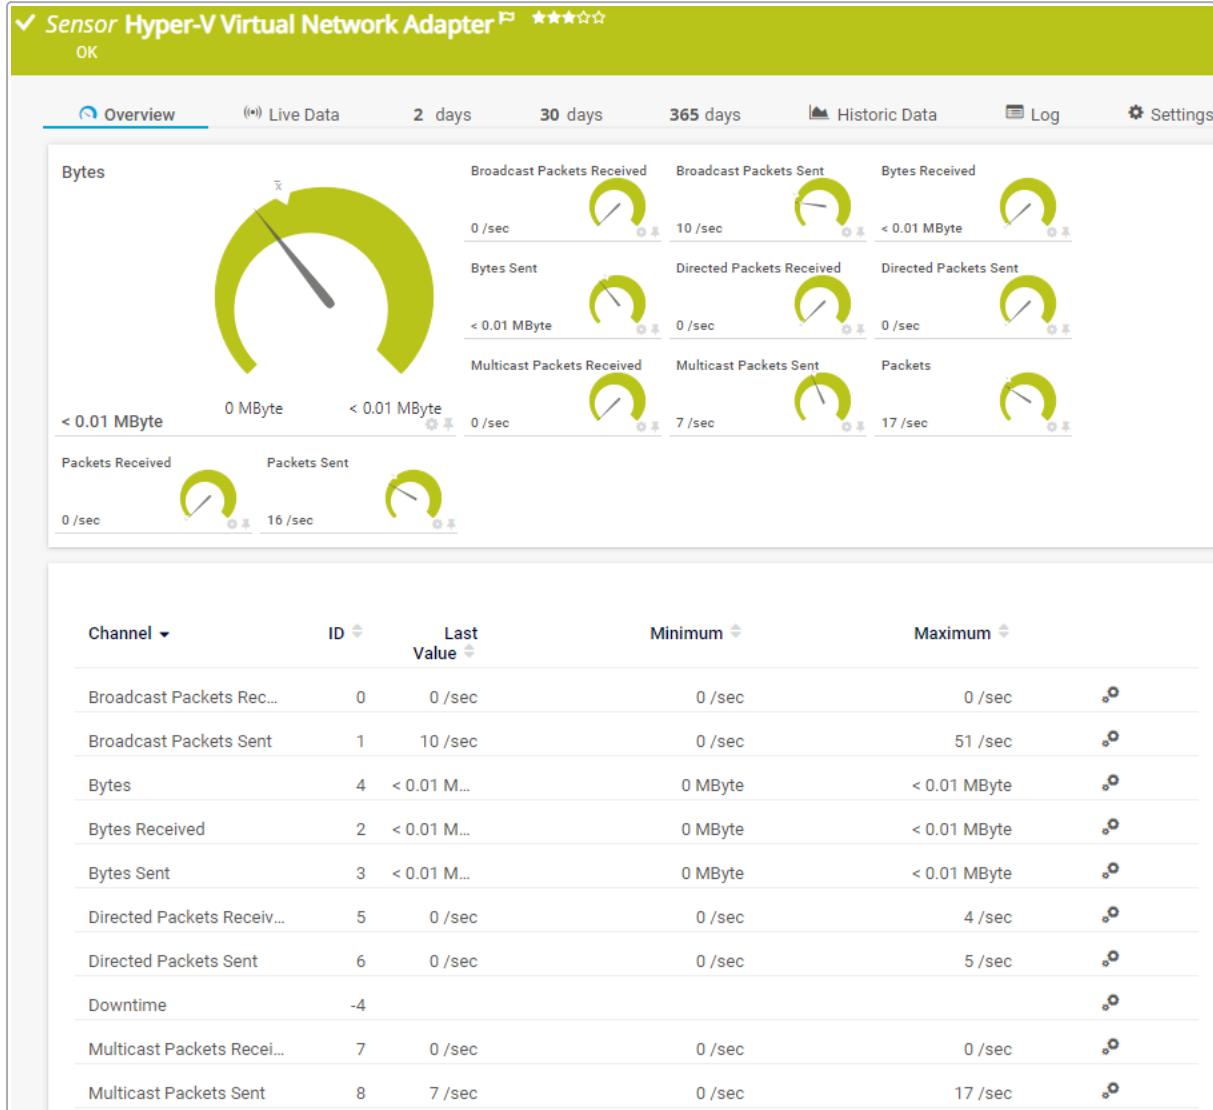 Sensor Hyper-V Virtual Network Adapter
OK
Overview Live Data 2 days 30 days 365 days Historic Data Log Settings
Bytes
x̄
0 MByte < 0.01 MByte
< 0.01 MByte
Broadcast Packets Received
0 /sec
Broadcast Packets Sent
10 /sec
Bytes Received
< 0.01 MByte
Bytes Sent
< 0.01 MByte
Directed Packets Received
0 /sec
Directed Packets Sent
0 /sec
Multicast Packets Received
0 /sec
Multicast Packets Sent
7 /sec
Packets
17 /sec
Packets Received
0 /sec
Packets Sent
16 /sec
Channel ID Last Value Minimum Maximum
Broadcast Packets Rec... 0 0 /sec 0 /sec 0 /sec
Broadcast Packets Sent 1 10 /sec 0 /sec 51 /sec
Bytes 4 < 0.01 M... 0 MByte < 0.01 MByte
Bytes Received 2 < 0.01 M... 0 MByte < 0.01 MByte
Bytes Sent 3 < 0.01 M... 0 MByte < 0.01 MByte
Directed Packets Receiv... 5 0 /sec 0 /sec 4 /sec
Directed Packets Sent 6 0 /sec 0 /sec 5 /sec
Downtime -4
Multicast Packets Recei... 7 0 /sec 0 /sec 0 /sec
Multicast Packets Sent 8 7 /sec 0 /sec 17 /sec